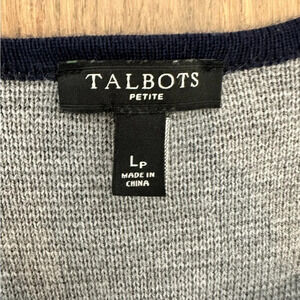 TALBOTS
PETITE
LP
MADE IN
CHINA